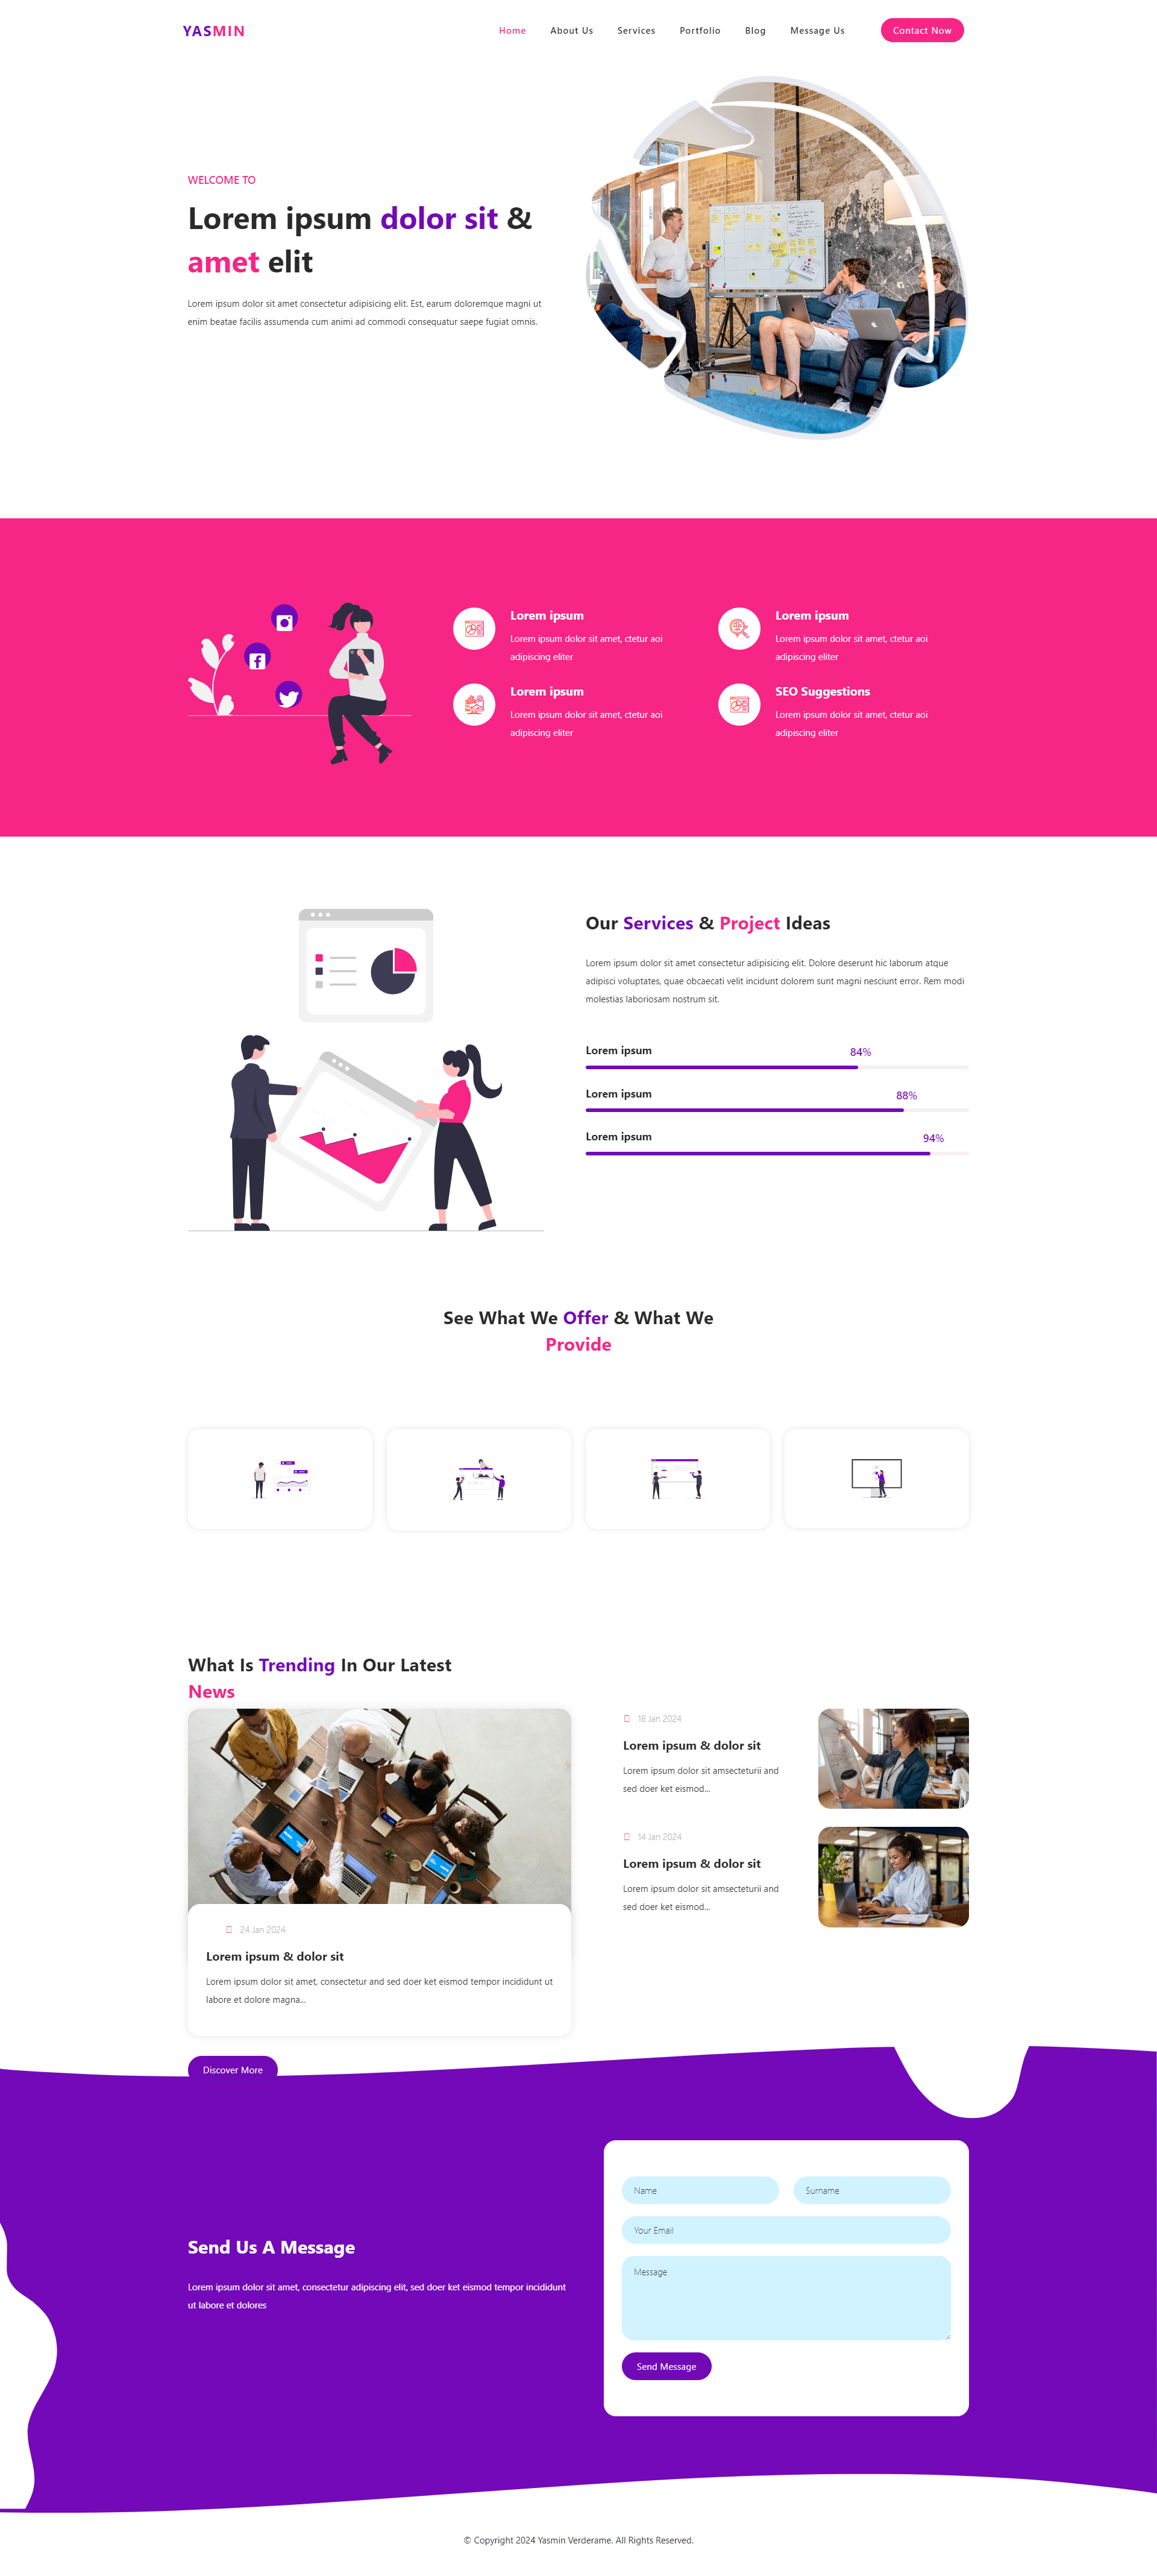 YASMIN
Home
About Us
Services
Portfolio
Blog
Message Us
Contact Now
WELCOME TO
Lorem ipsum dolor sit &
amet elit
Lorem ipsum dolor sit amet consectetur adipisicing elit. Est, earum doloremque magni ut
enim beatae facilis assumenda cum animi ad commodi consequatur saepe fugiat omnis.
Lorem ipsum
Lorem ipsum dolor sit amet, ctetur aoi
adipiscing eliter
Lorem ipsum
Lorem ipsum dolor sit amet, ctetur aoi
adipiscing eliter
Lorem ipsum
Lorem ipsum dolor sit amet, ctetur aoi
adipiscing eliter
SEO Suggestions
Lorem ipsum dolor sit amet, ctetur aoi
adipiscing eliter
Our Services & Project Ideas
Lorem ipsum dolor sit amet consectetur adipisicing elit. Dolore deserunt hic laborum atque
adipisci voluptates, quae obcaecati velit incidunt dolorem sunt magni nesciunt error. Rem modi
molestias laboriosam nostrum sit.
Lorem ipsum
84%
Lorem ipsum
88%
Lorem ipsum
94%
See What We Offer & What We
Provide
What Is Trending In Our Latest
News
24 Jan 2024
Lorem ipsum & dolor sit
Lorem ipsum dolor sit amet, consectetur and sed doer ket eismod tempor incididunt ut
labore et dolore magna...
Discover More
18 Jan 2024
Lorem ipsum & dolor sit
Lorem ipsum dolor sit amsecteturii and
sed doer ket eismod...
14 Jan 2024
Lorem ipsum & dolor sit
Lorem ipsum dolor sit amsecteturii and
sed doer ket eismod...
Send Us A Message
Lorem ipsum dolor sit amet, consectetur adipiscing elit, sed doer ket eismod tempor incididunt
ut labore et dolores
Name
Surname
Your Email
Message
Send Message
© Copyright 2024 Yasmin Verderame. All Rights Reserved.